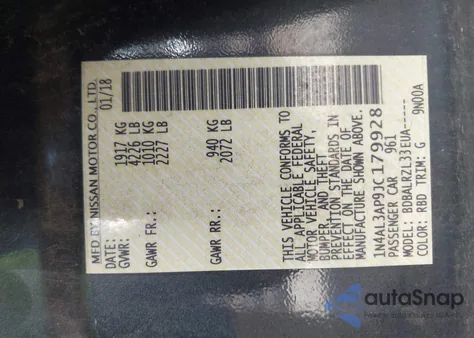 MFD BY NISSAN MOTOR CO., LTD
DATE: 01/18
GVWR: 1917 KG
4226 LB
GAWR FR.: 1010 KG
2227 LB
GAWR RR.: 940 KG
2072 LB
THIS VEHICLE CONFORMS TO
ALL APPLICABLE FEDERAL
MOTOR VEHICLE SAFETY,
BUMPER, AND THEFT
PREVENTION STANDARDS IN
EFFECT ON THE DATE OF
MANUFACTURE SHOWN ABOVE.
1N4AL3AP9JC179928
PASSENGER CAR 961
MODEL: BDBALRZL33EUA-----
COLOR: RBD TRIM: G 9N00A
autoSnap